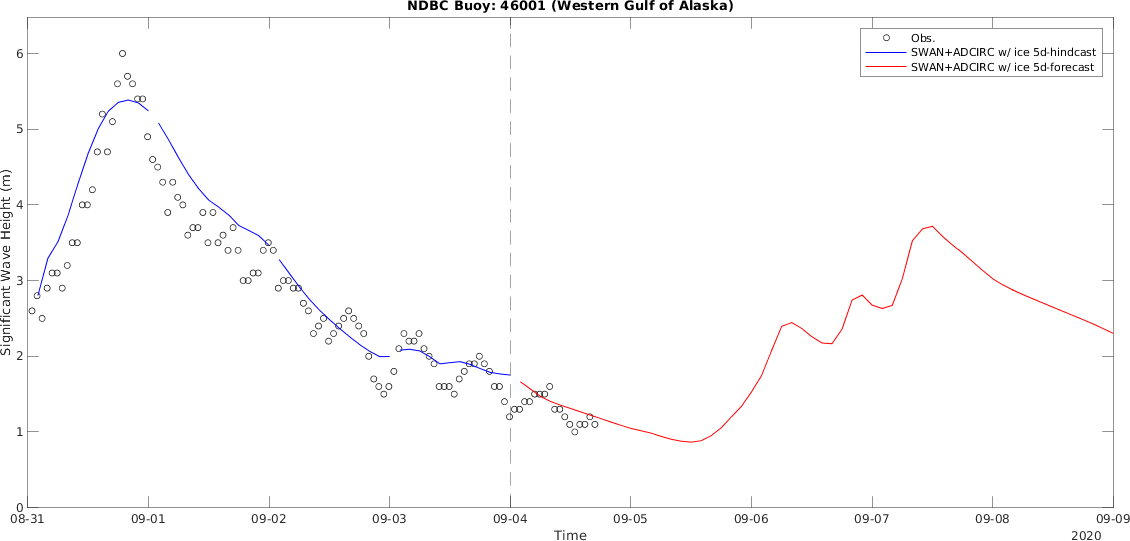 NDBC Buoy: 46001 (Western Gulf of Alaska)
Obs.
SWAN+ADCIRC w/ ice 5d-hindcast
SWAN+ADCIRC w/ ice 5d-forecast
Significant Wave Height (m)
6
5
4
3
2
1
0
08-31 09-01 09-02 09-03 09-04 09-05 09-06 09-07 09-08 09-09
Time
2020